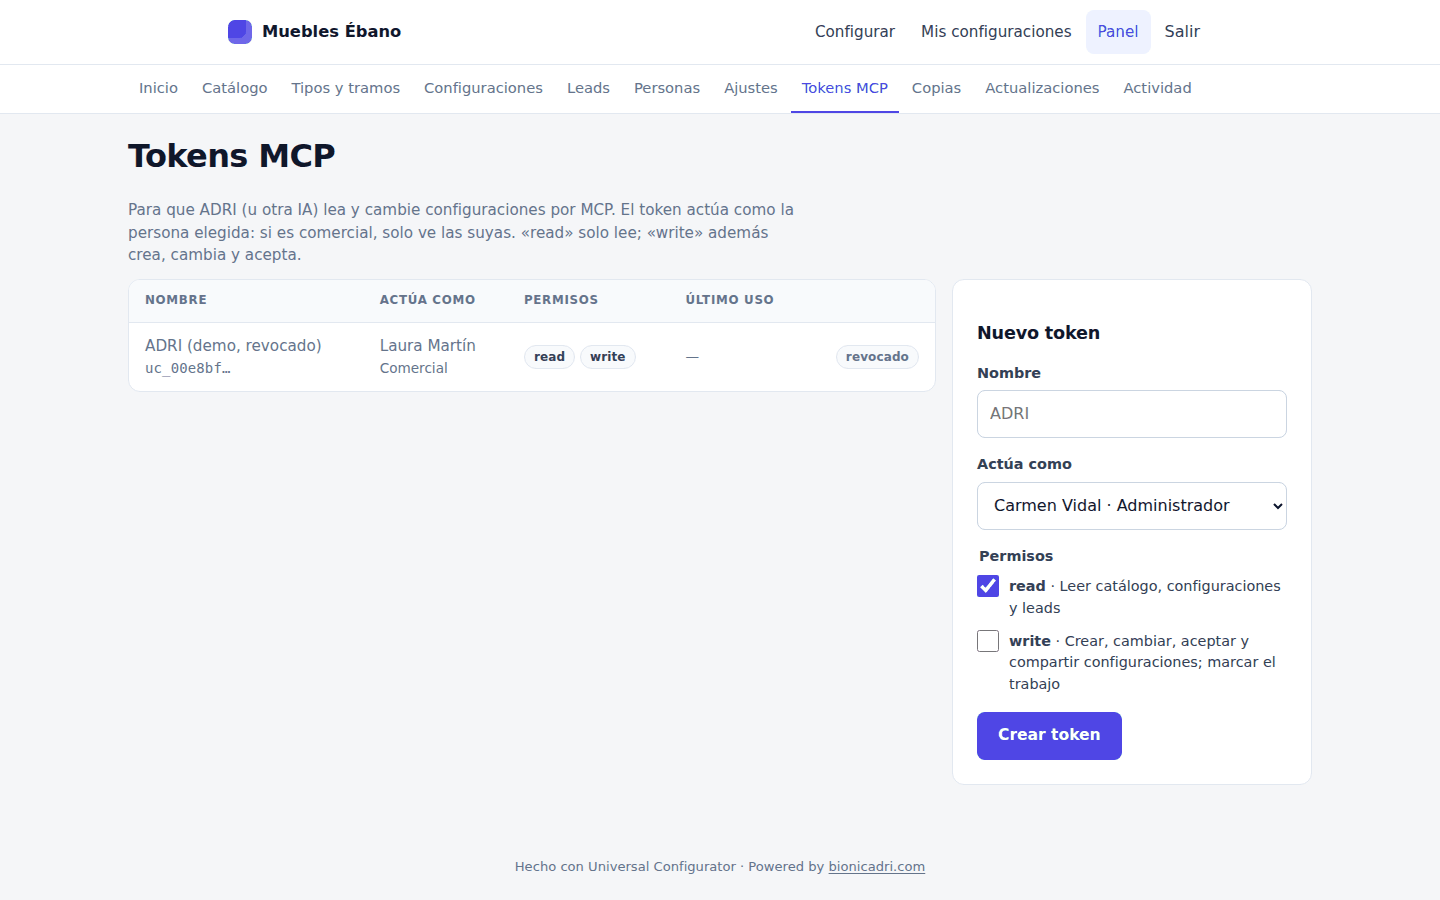 Muebles Ébano
Configurar
Mis configuraciones
Panel
Salir
Inicio
Catálogo
Tipos y tramos
Configuraciones
Leads
Personas
Ajustes
Tokens MCP
Copias
Actualizaciones
Actividad
Tokens MCP
Para que ADRI (u otra IA) lea y cambie configuraciones por MCP. El token actúa como la
persona elegida: si es comercial, solo ve las suyas. «read» solo lee; «write» además
crea, cambia y acepta.
NOMBRE
ACTÚA COMO
PERMISOS
ÚLTIMO USO
ADRI (demo, revocado)
uc_00e8bf…
Laura Martín
Comercial
read
write
—
revocado
Nuevo token
Nombre
ADRI
Actúa como
Carmen Vidal · Administrador
Permisos
read · Leer catálogo, configuraciones
y leads
write · Crear, cambiar, aceptar y
compartir configuraciones; marcar el
trabajo
Crear token
Hecho con Universal Configurator · Powered by bionicadri.com